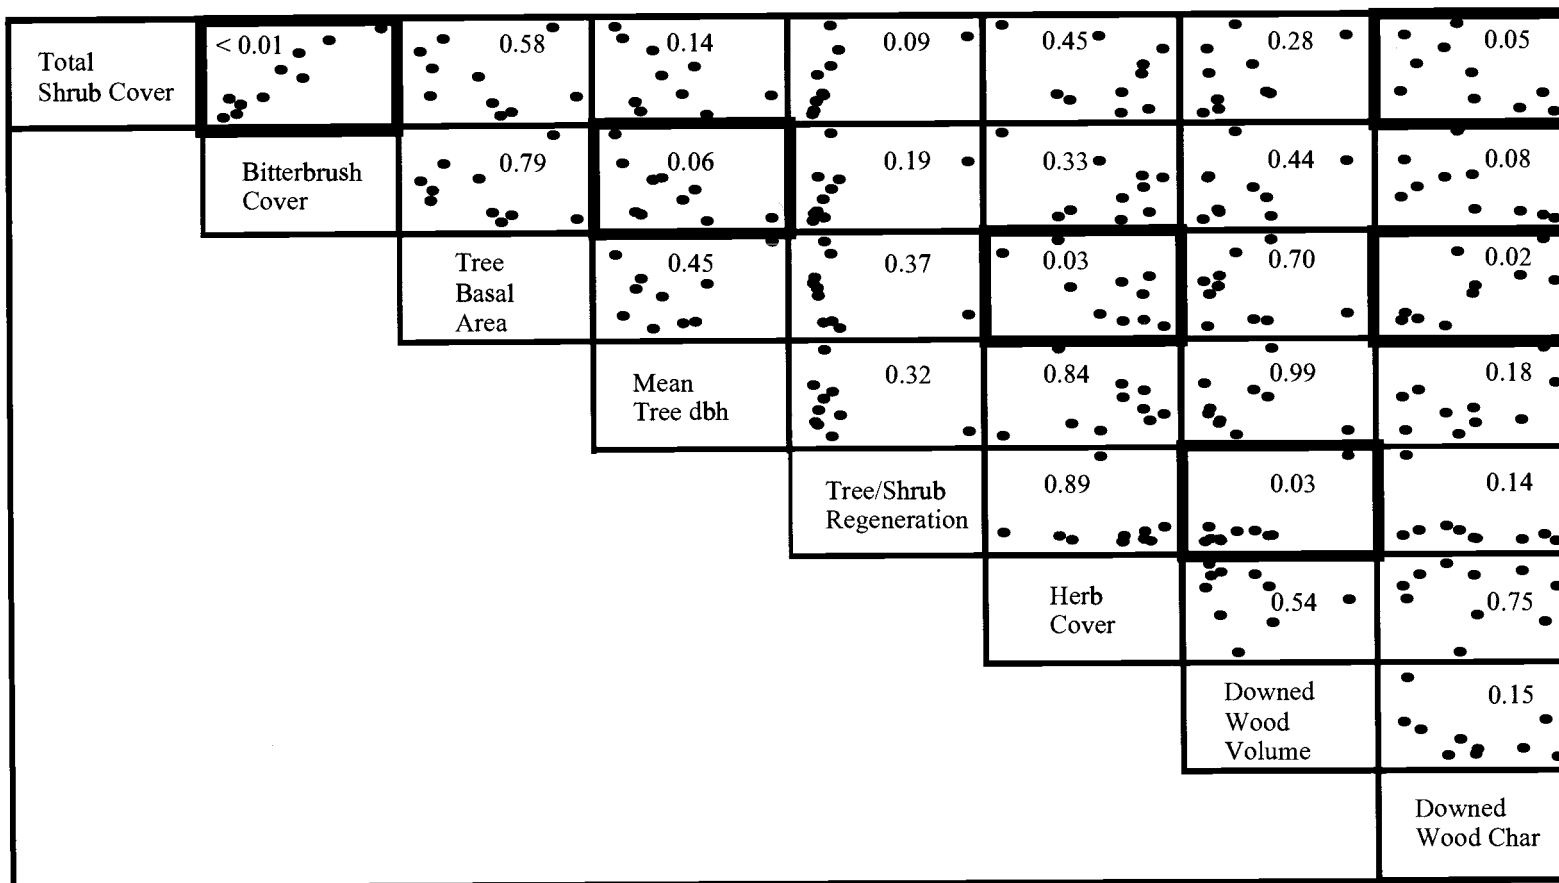 Total
Shrub Cover
< 0.01
0.58
0.14
0.09
0.45
0.28
0.05
Bitterbrush
Cover
0.79
0.06
0.19
0.33
0.44
0.08
Tree
Basal
Area
0.45
0.37
0.03
0.70
0.02
Mean
Tree dbh
0.32
0.84
0.99
0.18
Tree/Shrub
Regeneration
0.89
0.03
0.14
Herb
Cover
0.54
0.75
Downed
Wood
Volume
0.15
Downed
Wood Char